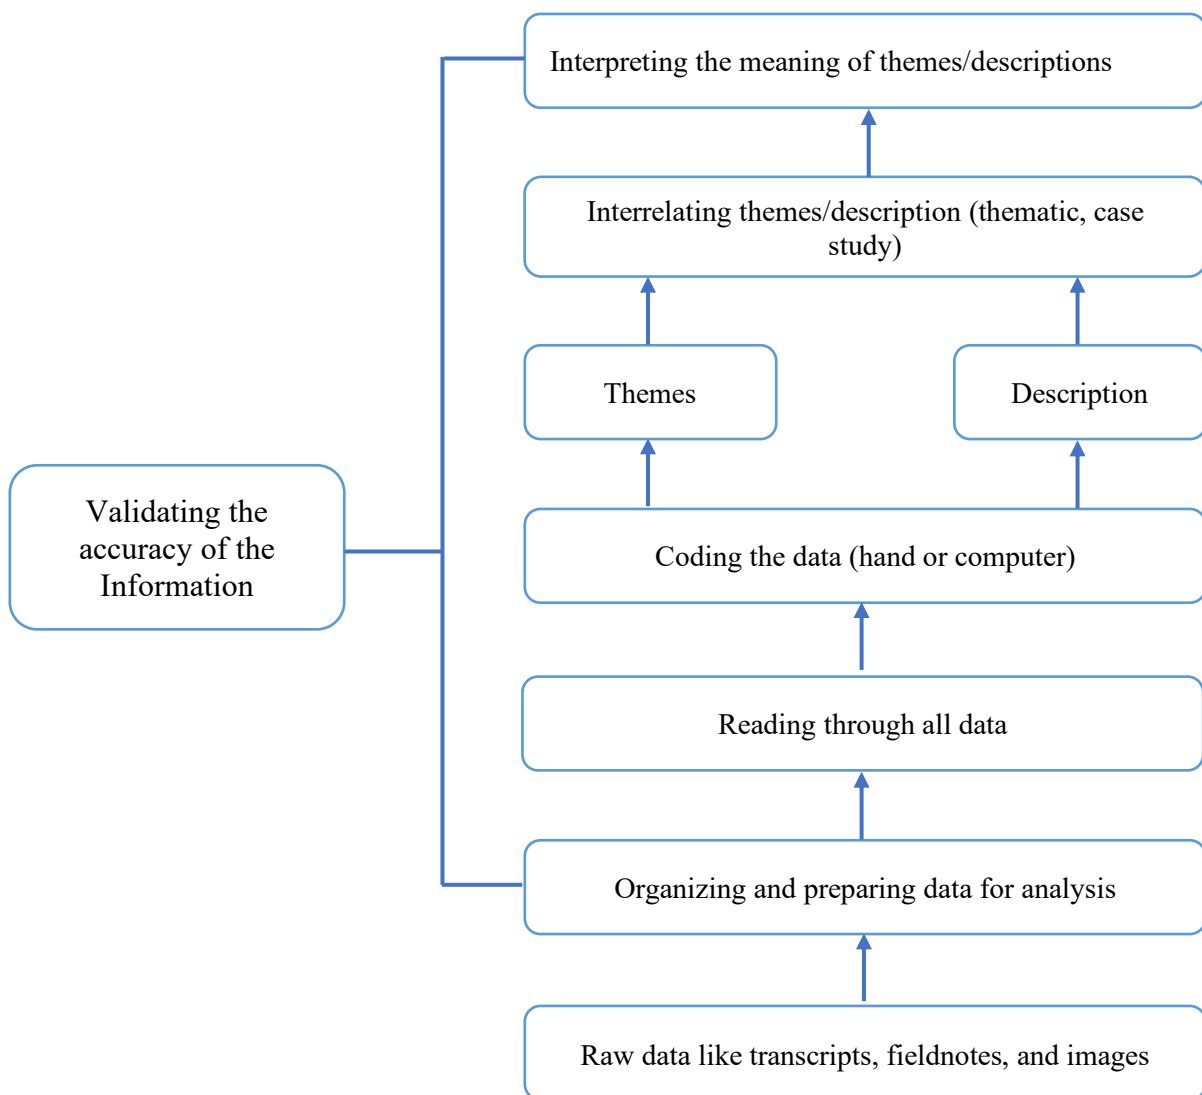 Interpreting the meaning of themes/descriptions
Interrelating themes/description (thematic, case
study)
Themes
Description
Validating the
accuracy of the
Information
Coding the data (hand or computer)
Reading through all data
Organizing and preparing data for analysis
Raw data like transcripts, fieldnotes, and images